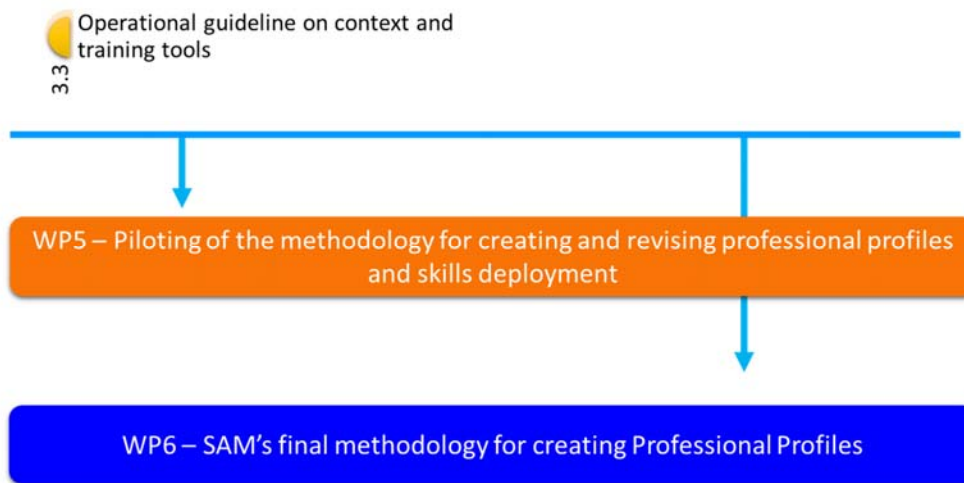 Operational guideline on context and
training tools
3.3
WP5 – Piloting of the methodology for creating and revising professional profiles
and skills deployment
WP6 – SAM's final methodology for creating Professional Profiles